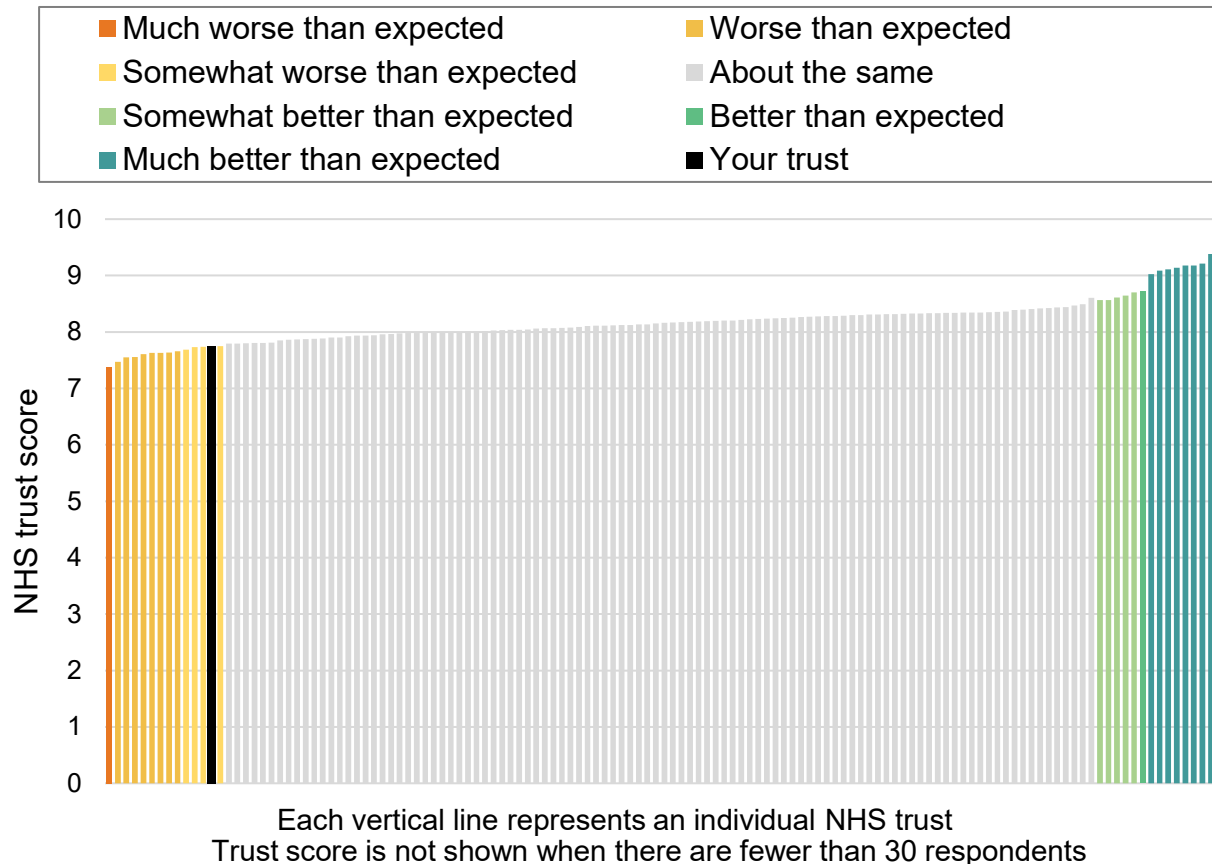 Much worse than expected
Worse than expected
Somewhat worse than expected
About the same
Somewhat better than expected
Better than expected
Much better than expected
Your trust
10
9
8
7
6
5
4
3
2
1
0
NHS trust score
Each vertical line represents an individual NHS trust
Trust score is not shown when there are fewer than 30 respondents